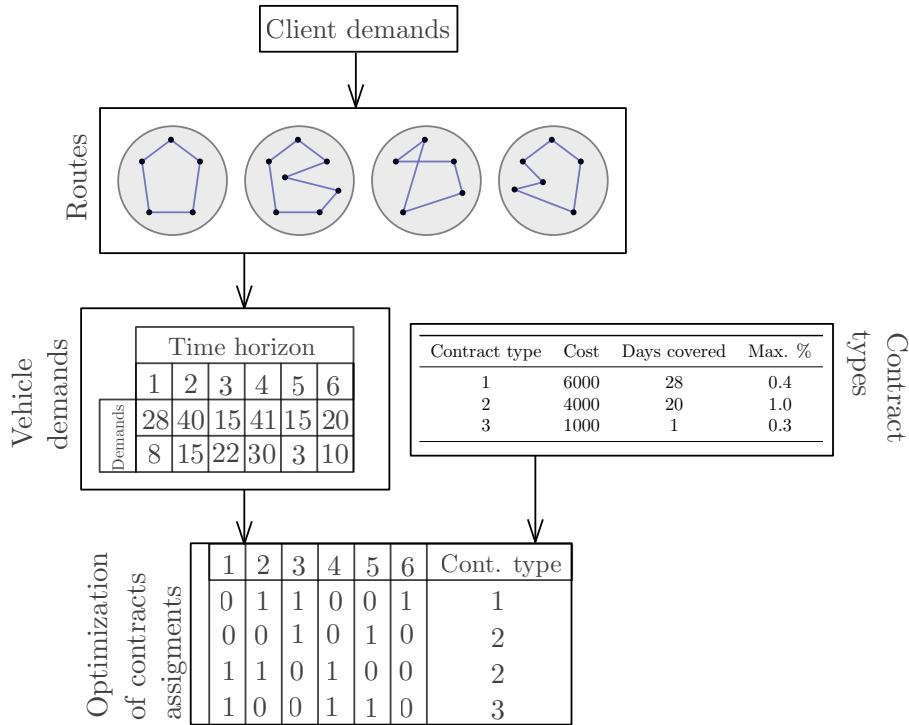 Client demands
Routes
Vehicle
demands
Time horizon
1 2 3 4 5 6
Demands
28 40 15 41 15 20
8 15 22 30 3 10
Contract type Cost Days covered Max. %
1 6000 28 0.4
2 4000 20 1.0
3 1000 1 0.3
Contract
types
Optimization
of contracts
assigments
1 2 3 4 5 6 Cont. type
0 1 1 0 0 1 1
0 0 1 0 1 0 2
1 1 0 1 0 0 2
1 0 0 1 1 0 3